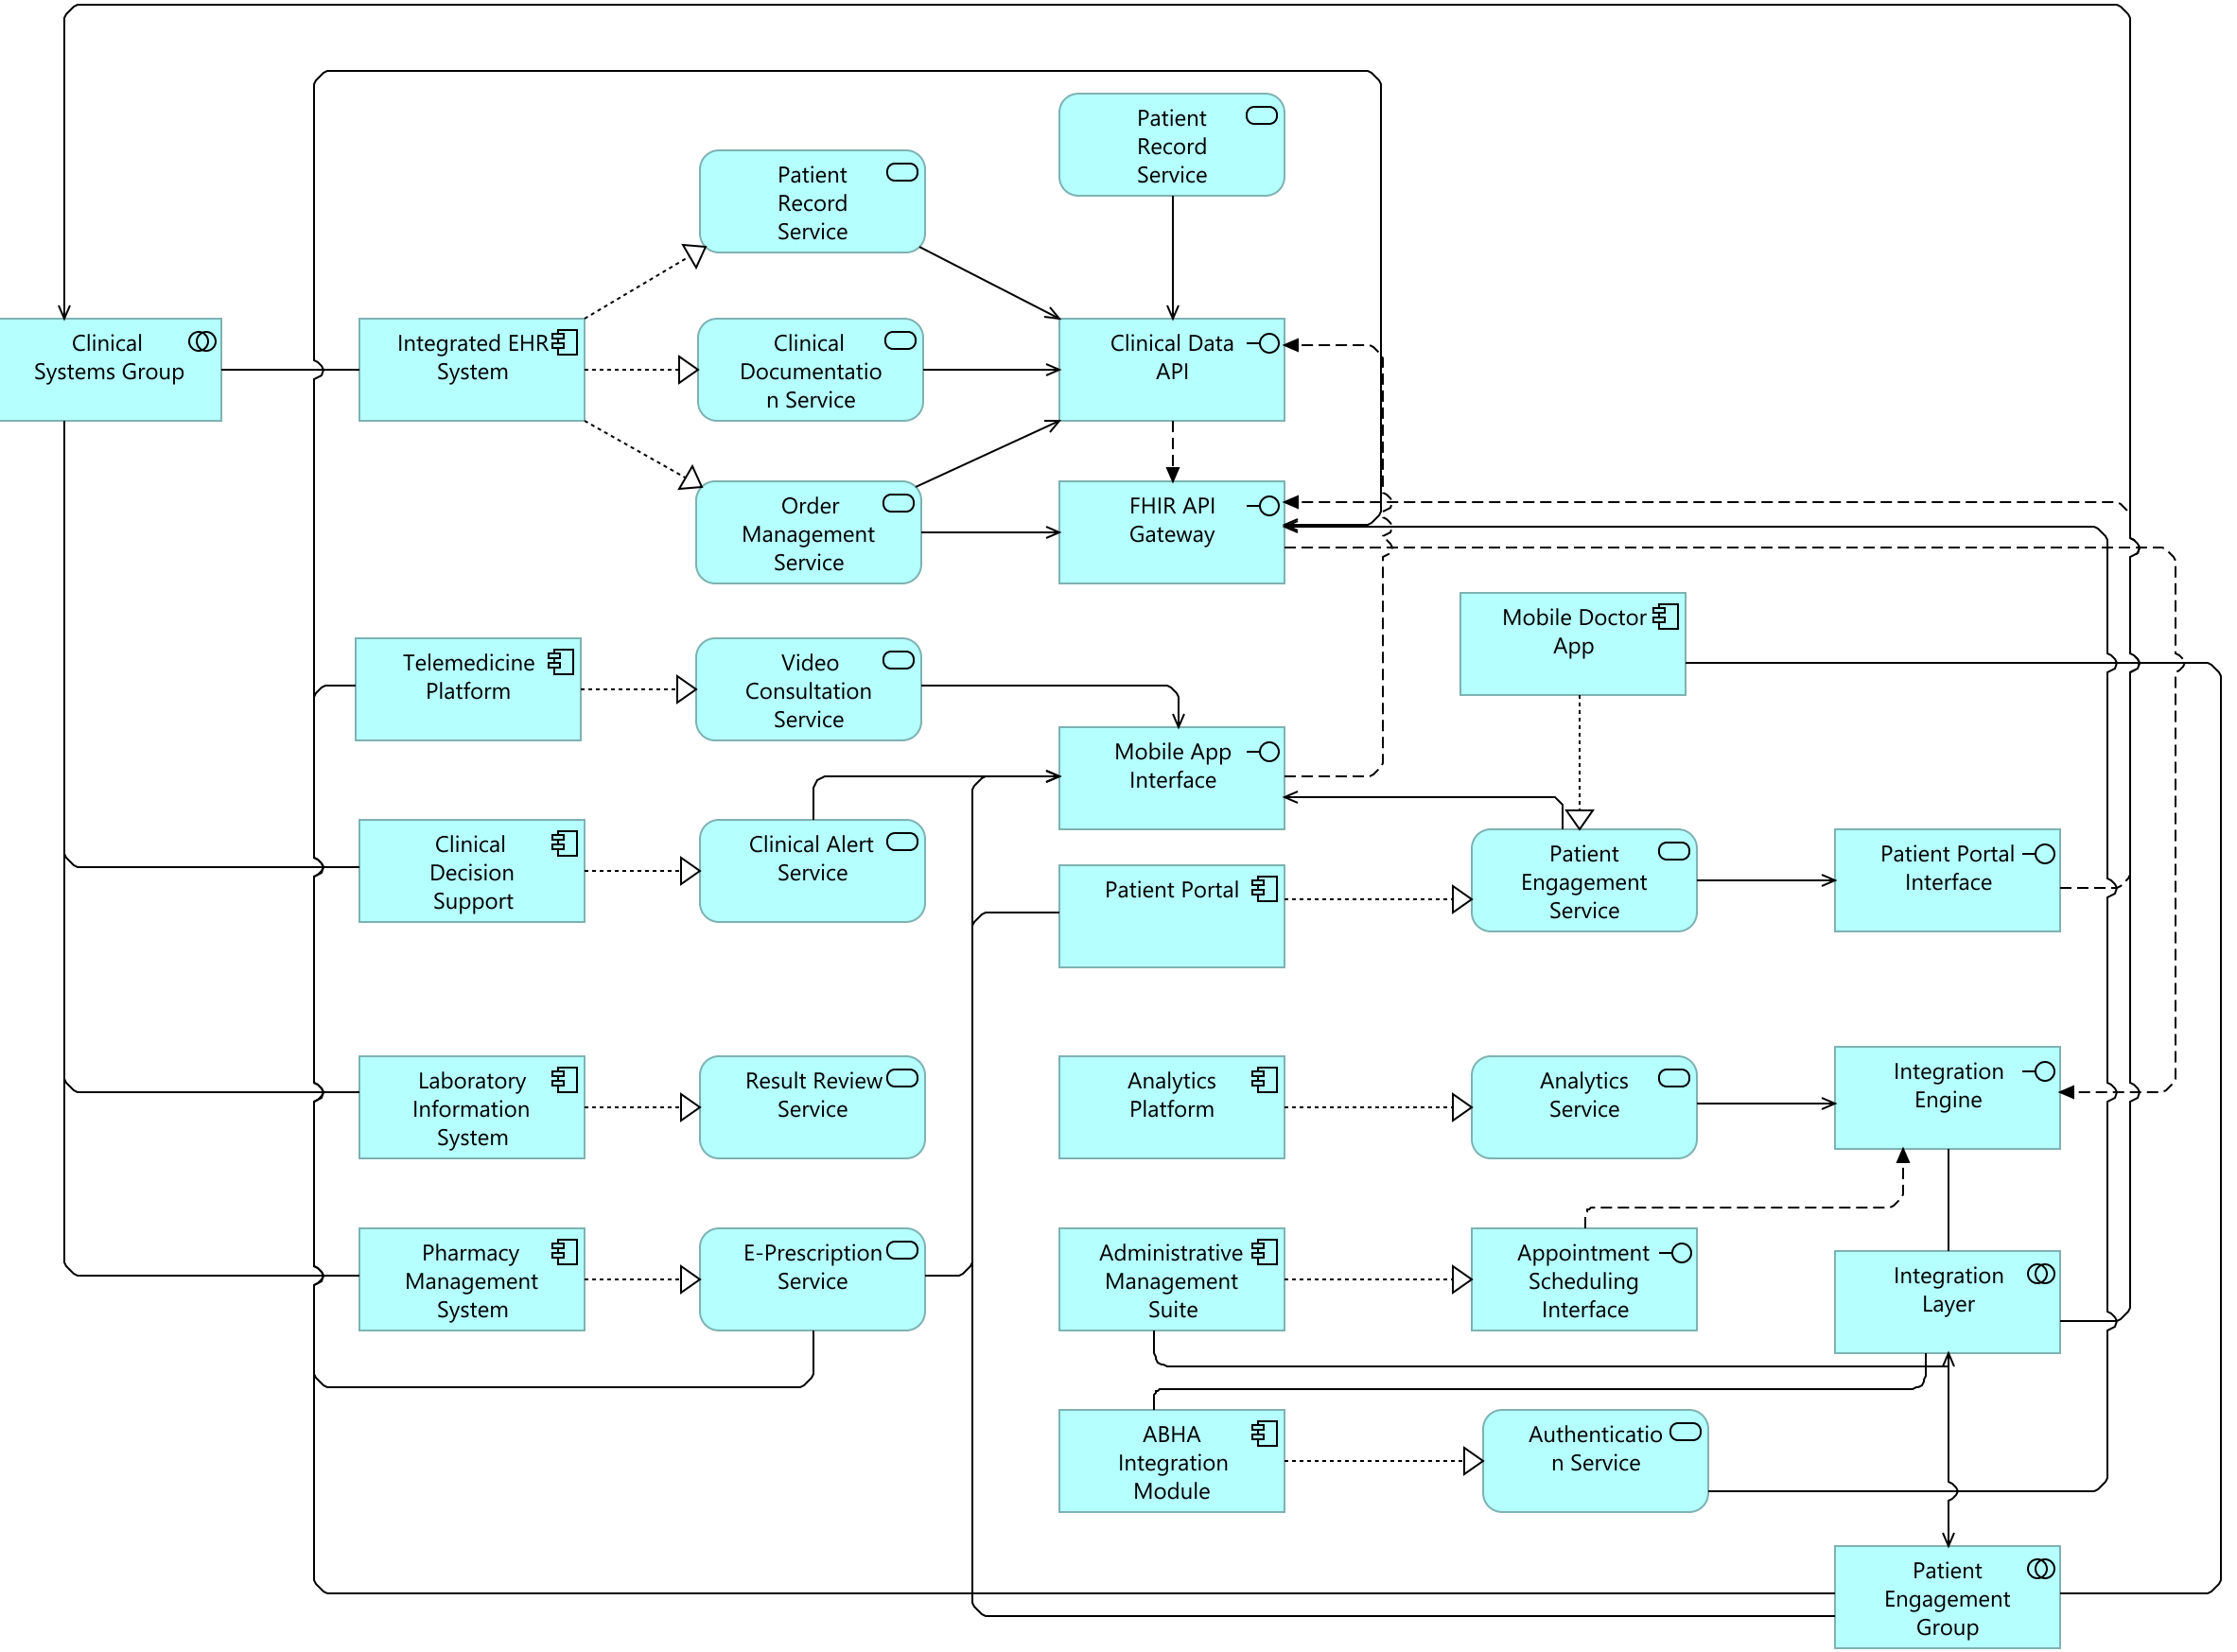 Patient
Record
Service
Patient
Record
Service
Clinical
Systems Group
Integrated EHR
System
Clinical
Documentatio
n Service
Clinical Data
API
Order
Management
Service
FHIR API
Gateway
Mobile Doctor
App
Telemedicine
Platform
Video
Consultation
Service
Mobile App
Interface
Clinical
Decision
Support
Clinical Alert
Service
Patient Portal
Patient
Engagement
Service
Patient Portal
Interface
Laboratory
Information
System
Result Review
Service
Analytics
Platform
Analytics
Service
Integration
Engine
Pharmacy
Management
System
E-Prescription
Service
Administrative
Management
Suite
Appointment
Scheduling
Interface
Integration
Layer
ABHA
Integration
Module
Authenticatio
n Service
Patient
Engagement
Group